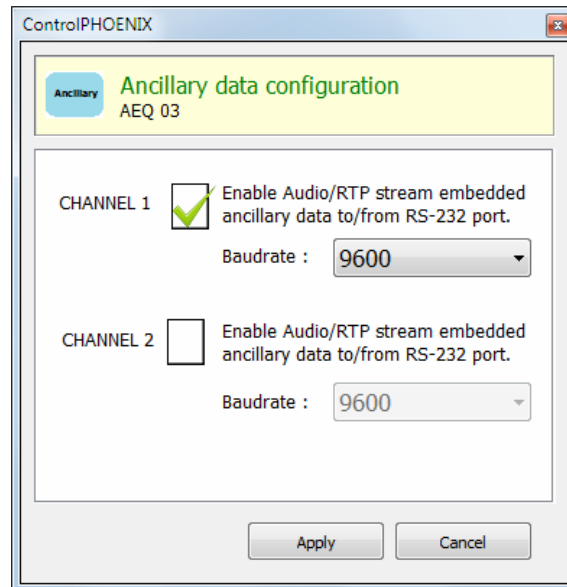 ControlPHOENIX
Ancillary
Ancillary data configuration
AEQ 03
CHANNEL 1
Enable Audio/RTP stream embedded
ancillary data to/from RS-232 port.
Baudrate :
9600
CHANNEL 2
Enable Audio/RTP stream embedded
ancillary data to/from RS-232 port.
Baudrate :
9600
Apply
Cancel